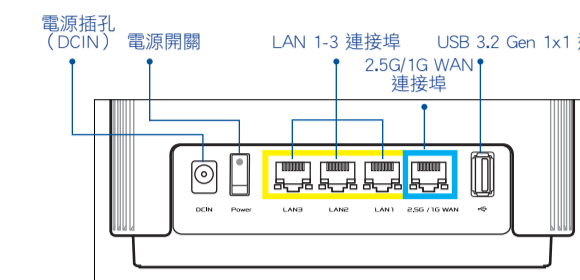 電源插孔
（DCIN）
電源開關
LAN 1-3 連接埠
USB 3.2 Gen 1x1
2.5G/1G WAN
連接埠
DCIN
Power
LAN3
LAN2
LAN1
2,5G / 1G WAN